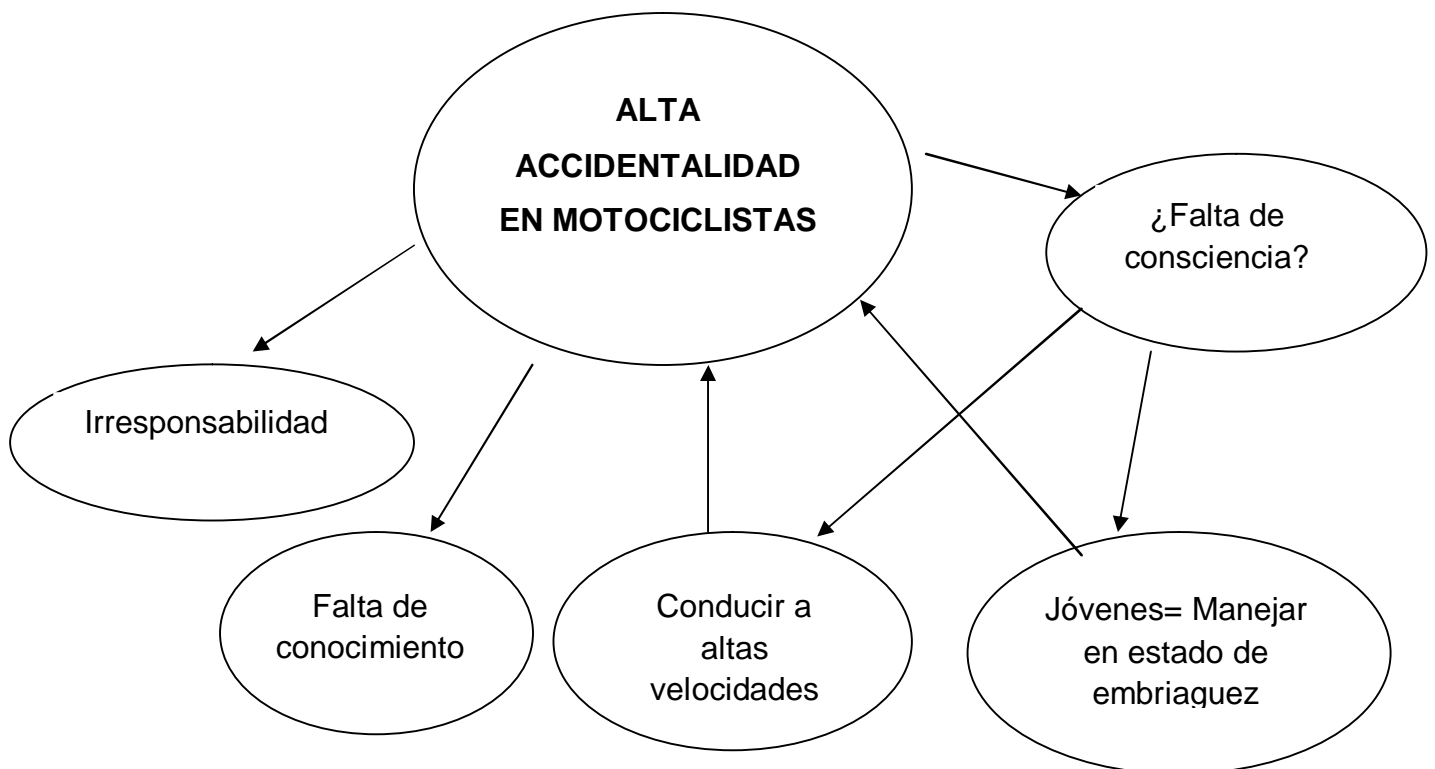 ALTA
ACCIDENTALIDAD
EN MOTOCICLISTAS
¿Falta de
consciencia?
Irresponsabilidad
Falta de
conocimiento
Conducir a
altas
velocidades
Jóvenes= Manejar
en estado de
embriaguez